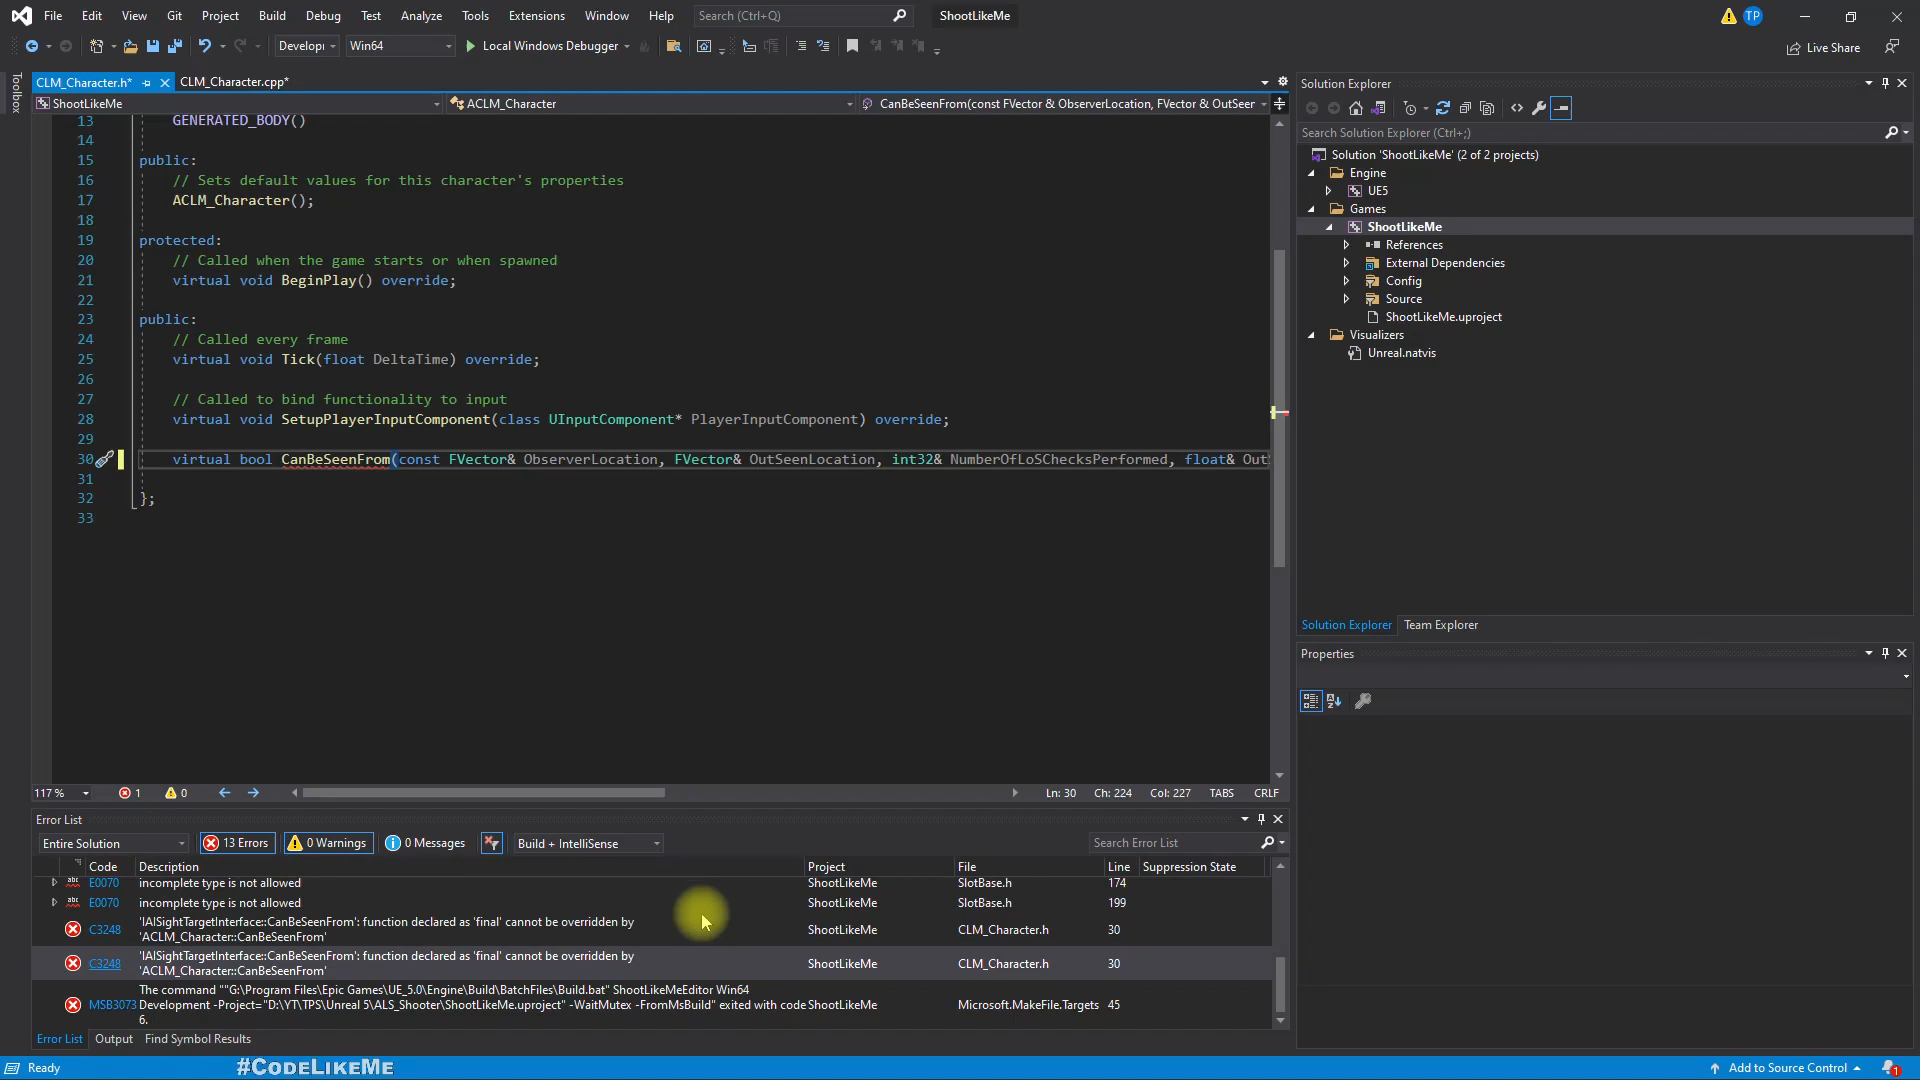 File Edit View Git Project Build Debug Test Analyze Tools Extensions Window Help Search (Ctrl+Q) ShootLikeMe TP
Develop Win64 Local Windows Debugger Live Share
Toolbox
CLM_Character.h* CLM_Character.cpp*
ShootLikeMe ACLM_Character CanBeSeenFrom(const FVector & ObserverLocation, FVector & OutSeer
13 GENERATED_BODY()
14
15 public:
16 // Sets default values for this character's properties
17 ACLM_Character();
18
19 protected:
20 // Called when the game starts or when spawned
21 virtual void BeginPlay() override;
22
23 public:
24 // Called every frame
25 virtual void Tick(float DeltaTime) override;
26
27 // Called to bind functionality to input
28 virtual void SetupPlayerInputComponent(class UInputComponent* PlayerInputComponent) override;
29
30 virtual bool CanBeSeenFrom(const FVector& ObserverLocation, FVector& OutSeenLocation, int32& NumberOfLoSChecksPerformed, float& Out
31
32 };
33
117 % 1 0 Ln: 30 Ch: 224 Col: 227 TABS CRLF
Error List
Entire Solution 13 Errors 0 Warnings 0 Messages Build + IntelliSense Search Error List
Code Description Project File Line Suppression State
abc E0070 incomplete type is not allowed ShootLikeMe SlotBase.h 174
abc E0070 incomplete type is not allowed ShootLikeMe SlotBase.h 199
C3248 'IAISightTargetInterface::CanBeSeenFrom': function declared as 'final' cannot be overridden by
'ACLM_Character::CanBeSeenFrom' ShootLikeMe CLM_Character.h 30
C3248 'IAISightTargetInterface::CanBeSeenFrom': function declared as 'final' cannot be overridden by
'ACLM_Character::CanBeSeenFrom' ShootLikeMe CLM_Character.h 30
The command ""G:\Program Files\Epic Games\UE_5.0\Engine\Build\BatchFiles\Build.bat" ShootLikeMeEditor Win64
MSB3073 Development -Project="D:\YT\TPS\Unreal 5\ALS_Shooter\ShootLikeMe.uproject" -WaitMutex -FromMsBuild" exited with code ShootLikeMe Microsoft.MakeFile.Targets 45
6.
Error List Output Find Symbol Results
Ready #CODELIKEME Add to Source Control 1
Solution Explorer
Search Solution Explorer (Ctrl+;)
Solution 'ShootLikeMe' (2 of 2 projects)
Engine
UE5
Games
ShootLikeMe
References
External Dependencies
Config
Source
ShootLikeMe.uproject
Visualizers
Unreal.natvis
Solution Explorer Team Explorer
Properties